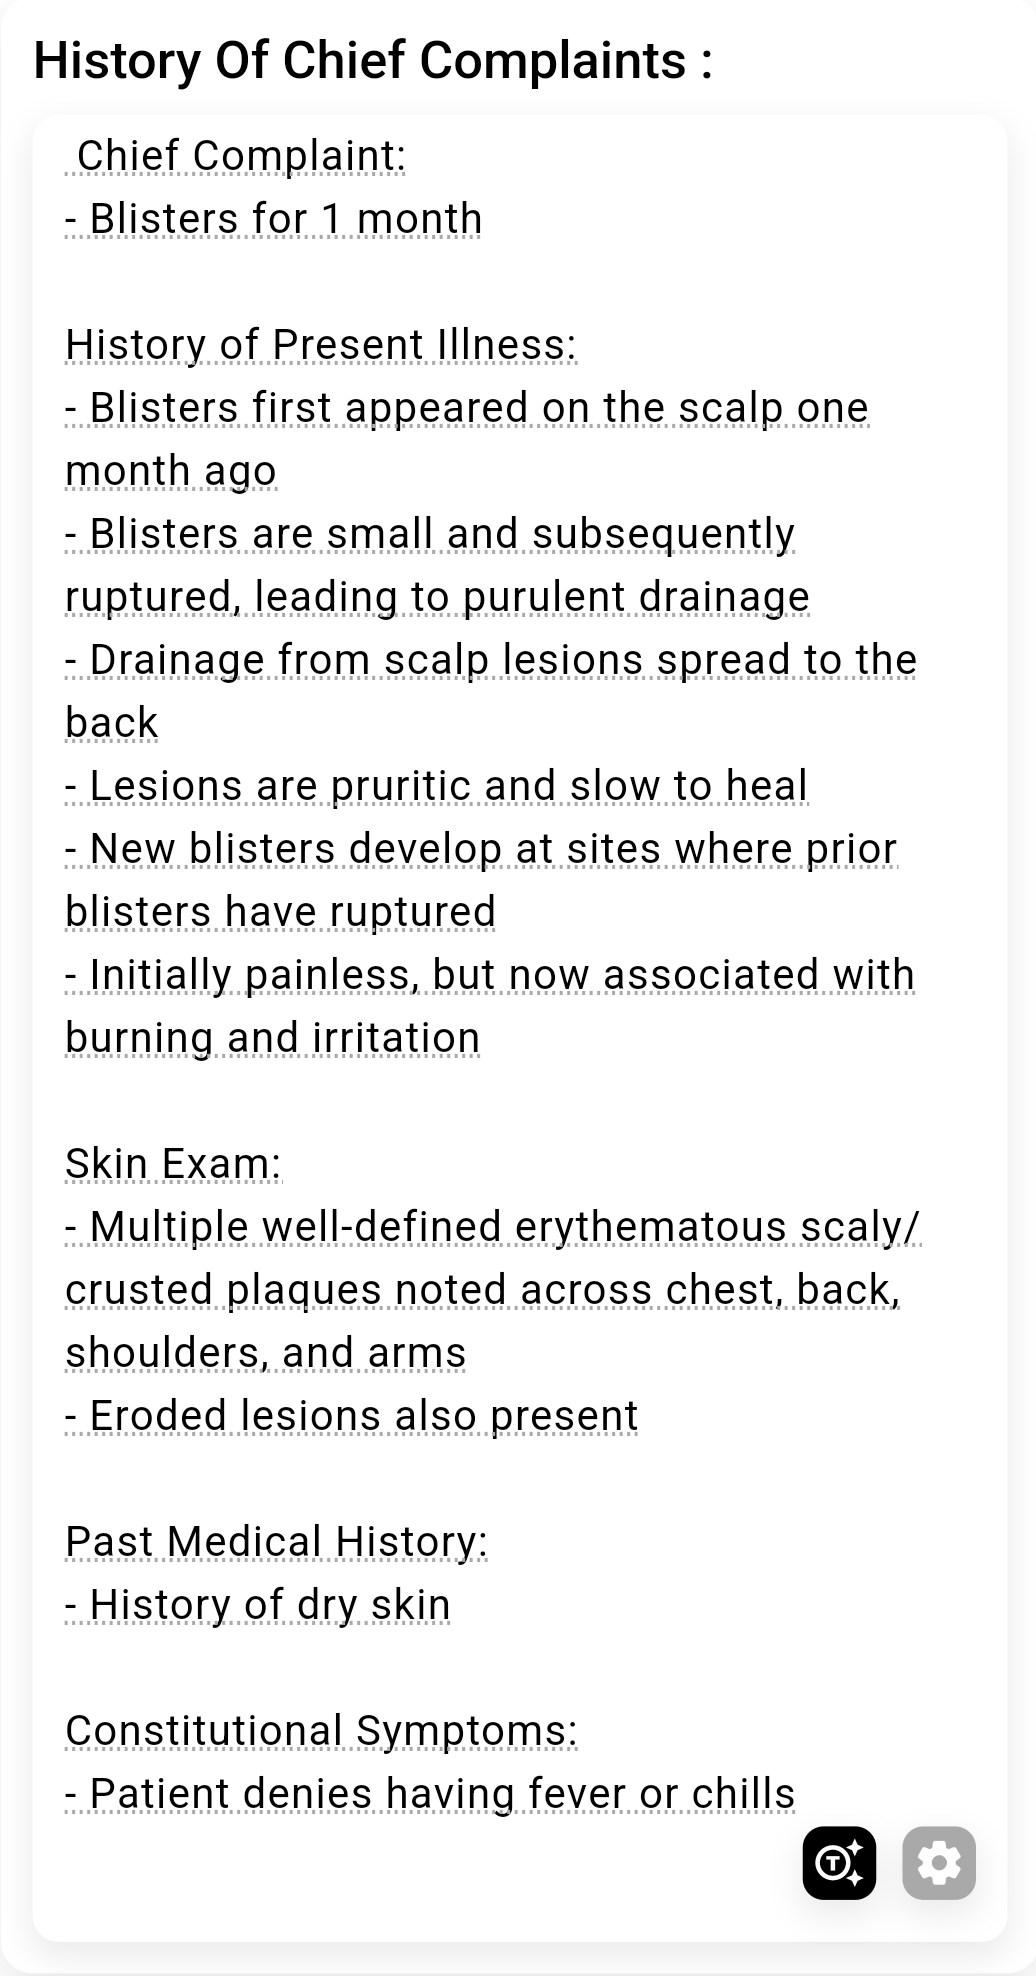 History Of Chief Complaints :
Chief Complaint:
- Blisters for 1 month
History of Present Illness:
- Blisters first appeared on the scalp one
month ago
- Blisters are small and subsequently
ruptured, leading to purulent drainage
- Drainage from scalp lesions spread to the
back
- Lesions are pruritic and slow to heal
- New blisters develop at sites where prior
blisters have ruptured
- Initially painless, but now associated with
burning and irritation
Skin Exam:
- Multiple well-defined erythematous scaly/
crusted plaques noted across chest, back,
shoulders, and arms
- Eroded lesions also present
Past Medical History:
- History of dry skin
Constitutional Symptoms:
- Patient denies having fever or chills
T